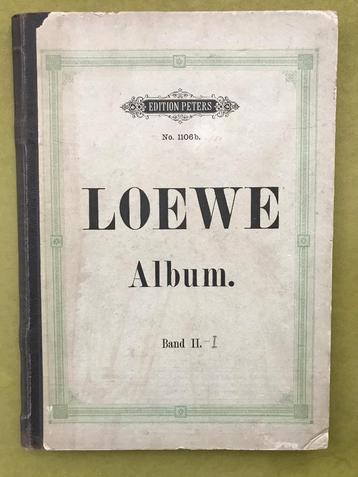 EDITION PETERS
No. 1106b.
LOEWE
Album.
Band II.-I